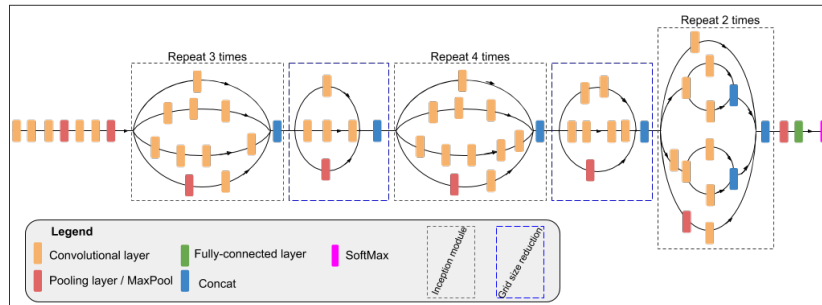 Repeat 2 times
Repeat 3 times
Repeat 4 times
Legend
Convolutional layer
Fully-connected layer
SoftMax
Pooling layer / MaxPool
Concat
Inception module
Grid size reduction